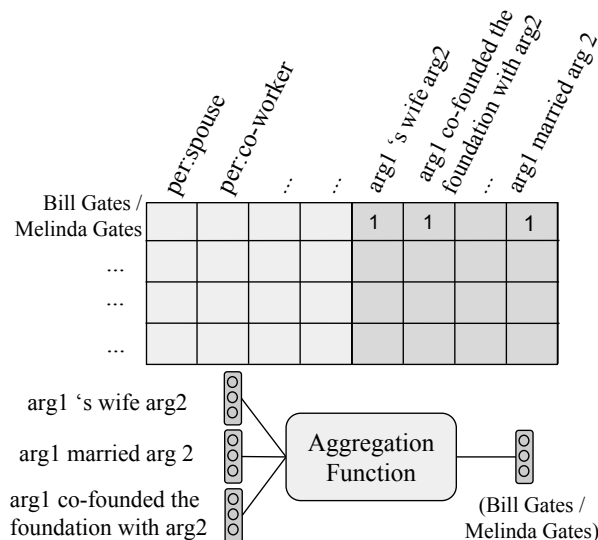 per:spouse
per:co-worker
...
...
arg1 ‘s wife arg2
arg1 co-founded the
foundation with arg2
...
arg1 married arg 2
Bill Gates /
Melinda Gates
1
1
1
...
...
...
arg1 ‘s wife arg2
arg1 married arg 2
arg1 co-founded the
foundation with arg2
Aggregation
Function
(Bill Gates /
Melinda Gates)